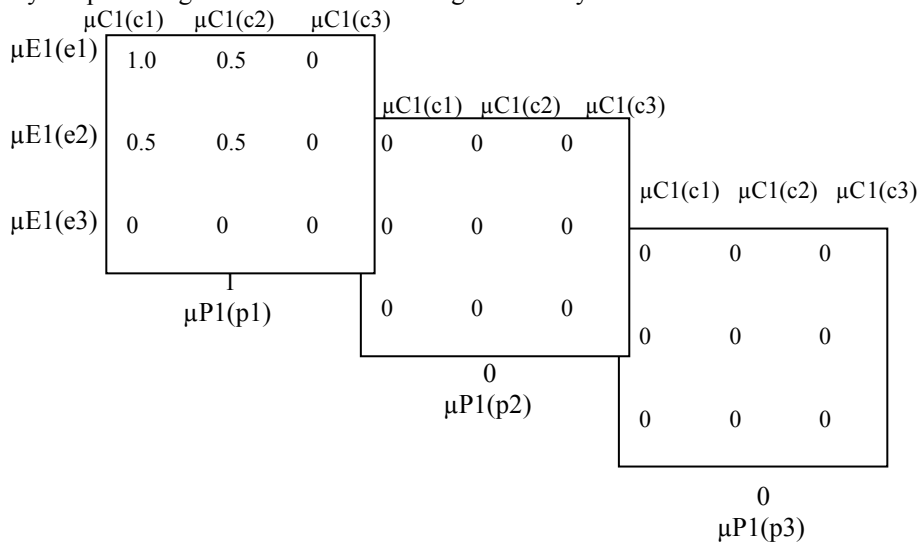 µC1(c1) µC1(c2) µC1(c3)
µE1(e1) 1.0 0.5 0
µE1(e2) 0.5 0.5 0
µE1(e3) 0 0 0
1
µP1(p1)
µC1(c1) µC1(c2) µC1(c3)
0 0 0
0 0 0
0 0 0
0
µP1(p2)
µC1(c1) µC1(c2) µC1(c3)
0 0 0
0 0 0
0 0 0
0
µP1(p3)